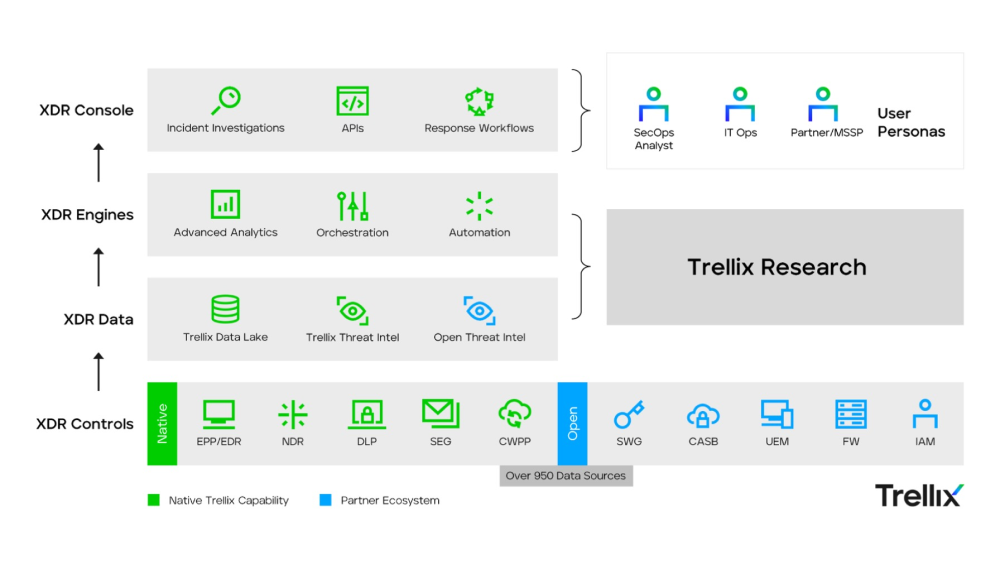 XDR Console
Incident Investigations
APIs
Response Workflows
SecOps
Analyst
IT Ops
Partner/MSSP
User
Personas
XDR Engines
Advanced Analytics
Orchestration
Automation
Trellix Research
XDR Data
Trellix Data Lake
Trellix Threat Intel
Open Threat Intel
XDR Controls
Native
EPP/EDR
NDR
DLP
SEG
CWPP
Open
SWG
CASB
UEM
FW
IAM
Over 950 Data Sources
Native Trellix Capability
Partner Ecosystem
Trellix